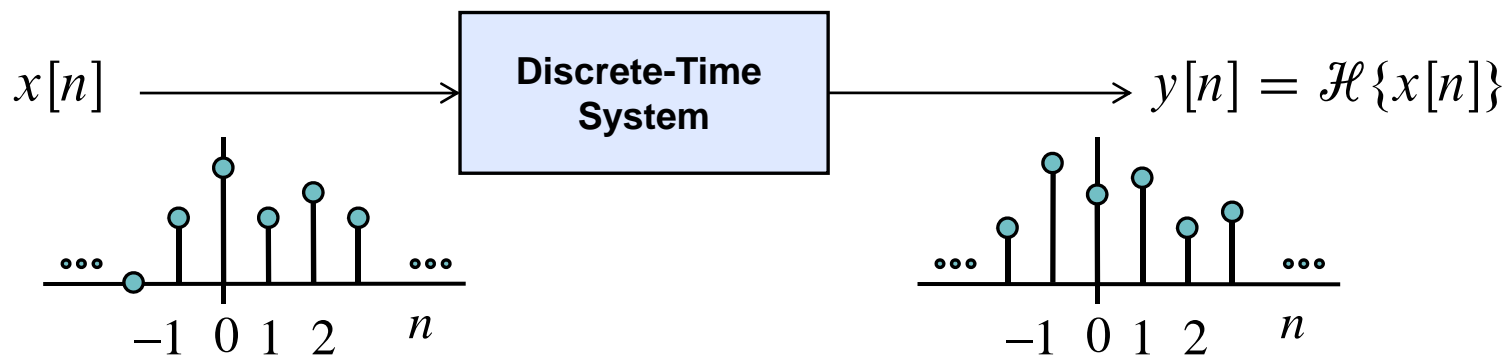 x[n]
Discrete-Time
System
y[n] = ℋ{x[n]}
−1 0 1 2 n
−1 0 1 2 n